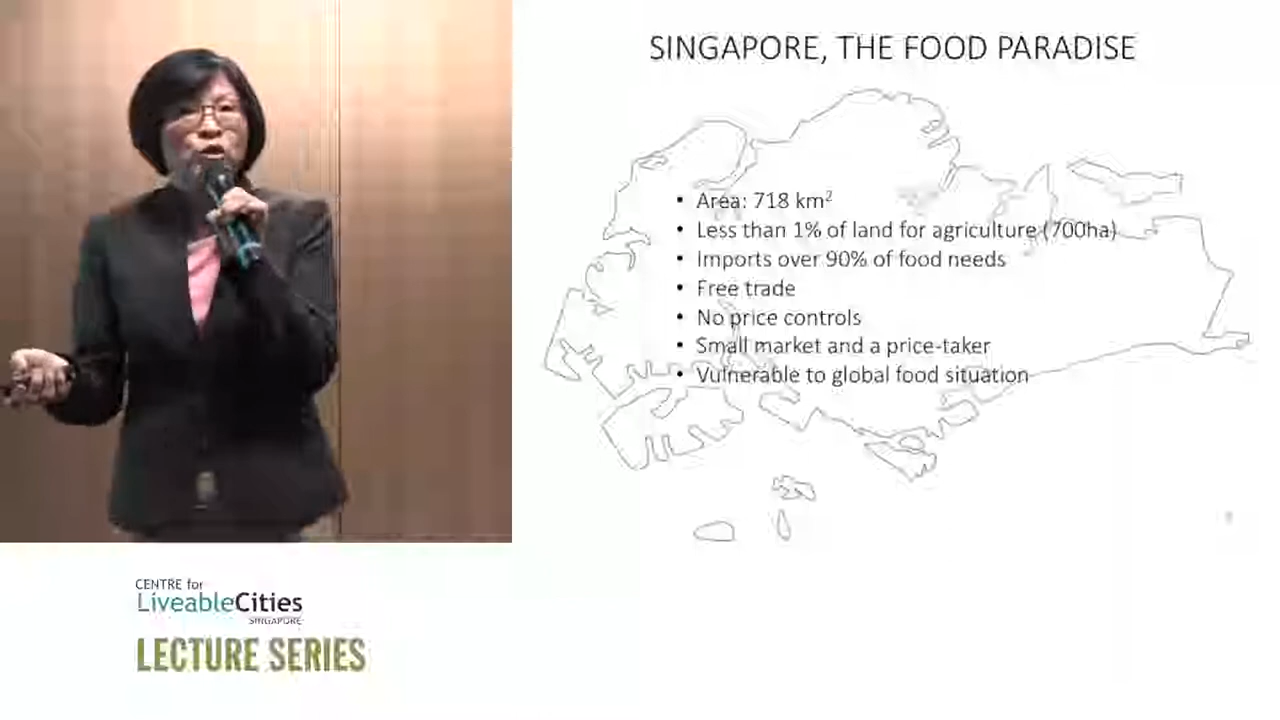 SINGAPORE, THE FOOD PARADISE
• Area: 718 km²
• Less than 1% of land for agriculture (700ha)
• Imports over 90% of food needs
• Free trade
• No price controls
• Small market and a price-taker
• Vulnerable to global food situation
CENTRE for
LiveableCities
SINGAPORE
LECTURE SERIES